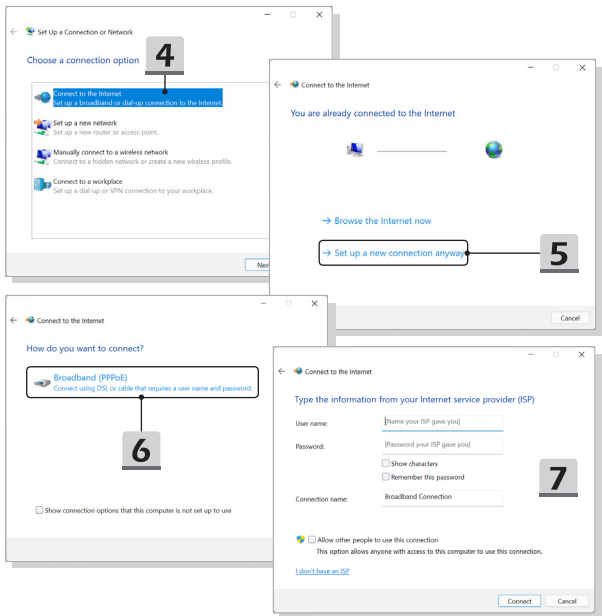 Set Up a Connection or Network
Choose a connection option
4
Connect to the Internet
Set up a broadband or dial-up connection to the Internet.
Set up a new network
Set up a new router or access point.
Manually connect to a wireless network
Connect to a hidden network or create a new wireless profile.
Connect to a workplace
Set up a dial-up or VPN connection to your workplace.
Connect to the Internet
You are already connected to the Internet
→ Browse the Internet now
→ Set up a new connection anyway
5
Cancel
Connect to the Internet
How do you want to connect?
Broadband (PPPoE)
Connect using DSL or cable that requires a user name and password.
6
Show connection options that this computer is not set up to use
Connect to the Internet
Type the information from your Internet service provider (ISP)
User name: [Name your ISP gave you]
Password: [Password your ISP gave you]
Show characters
Remember this password
7
Connection name: Broadband Connection
Allow other people to use this connection
This option allows anyone with access to this computer to use this connection.
I don't have an ISP
Connect Cancel